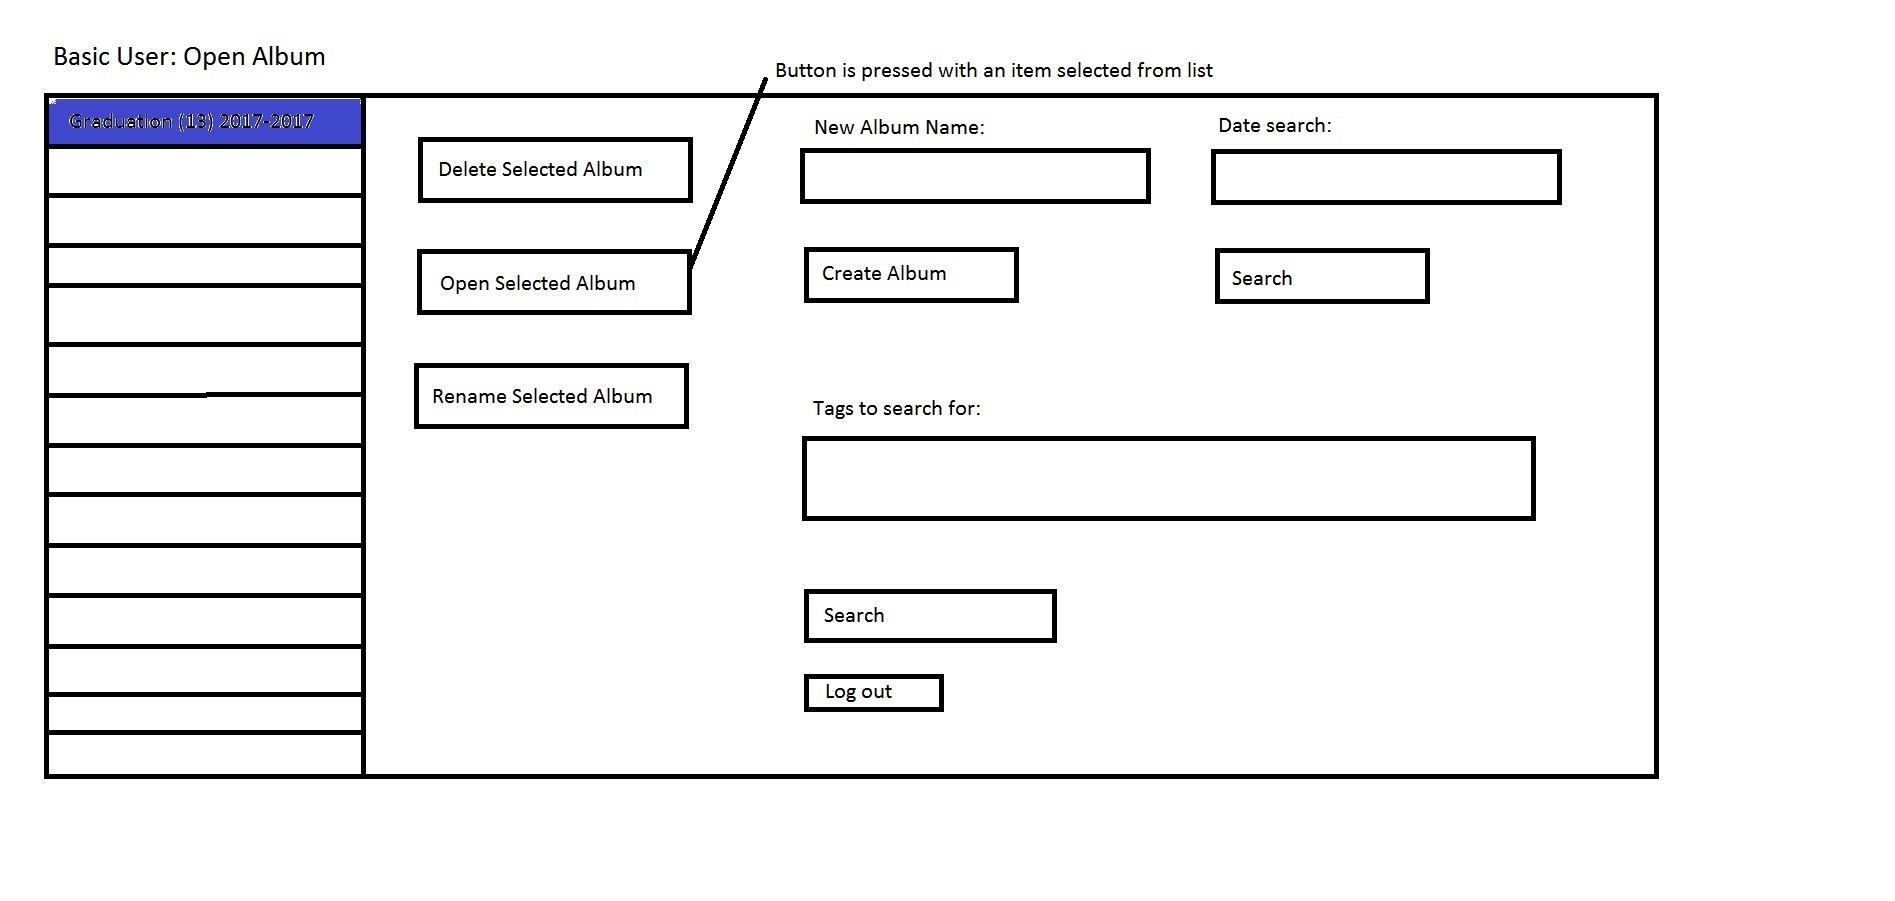 Basic User: Open Album
Button is pressed with an item selected from list
Graduation (13) 2017-2017
Delete Selected Album
Open Selected Album
Rename Selected Album
New Album Name:
Create Album
Date search:
Search
Tags to search for:
Search
Log out